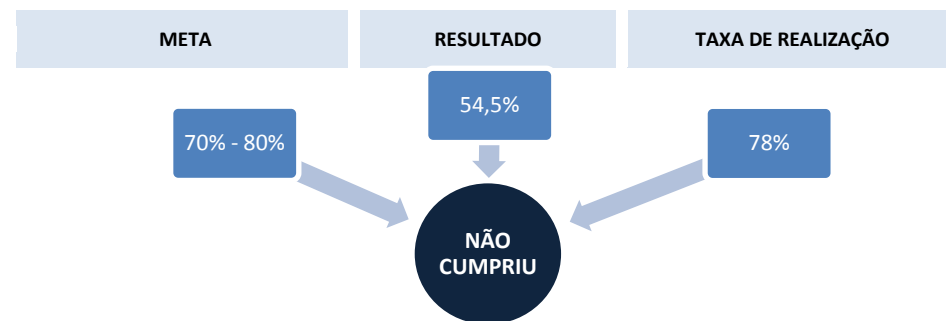 META
RESULTADO
TAXA DE REALIZAÇÃO
54,5%
70% - 80%
78%
NÃO
CUMPRIU